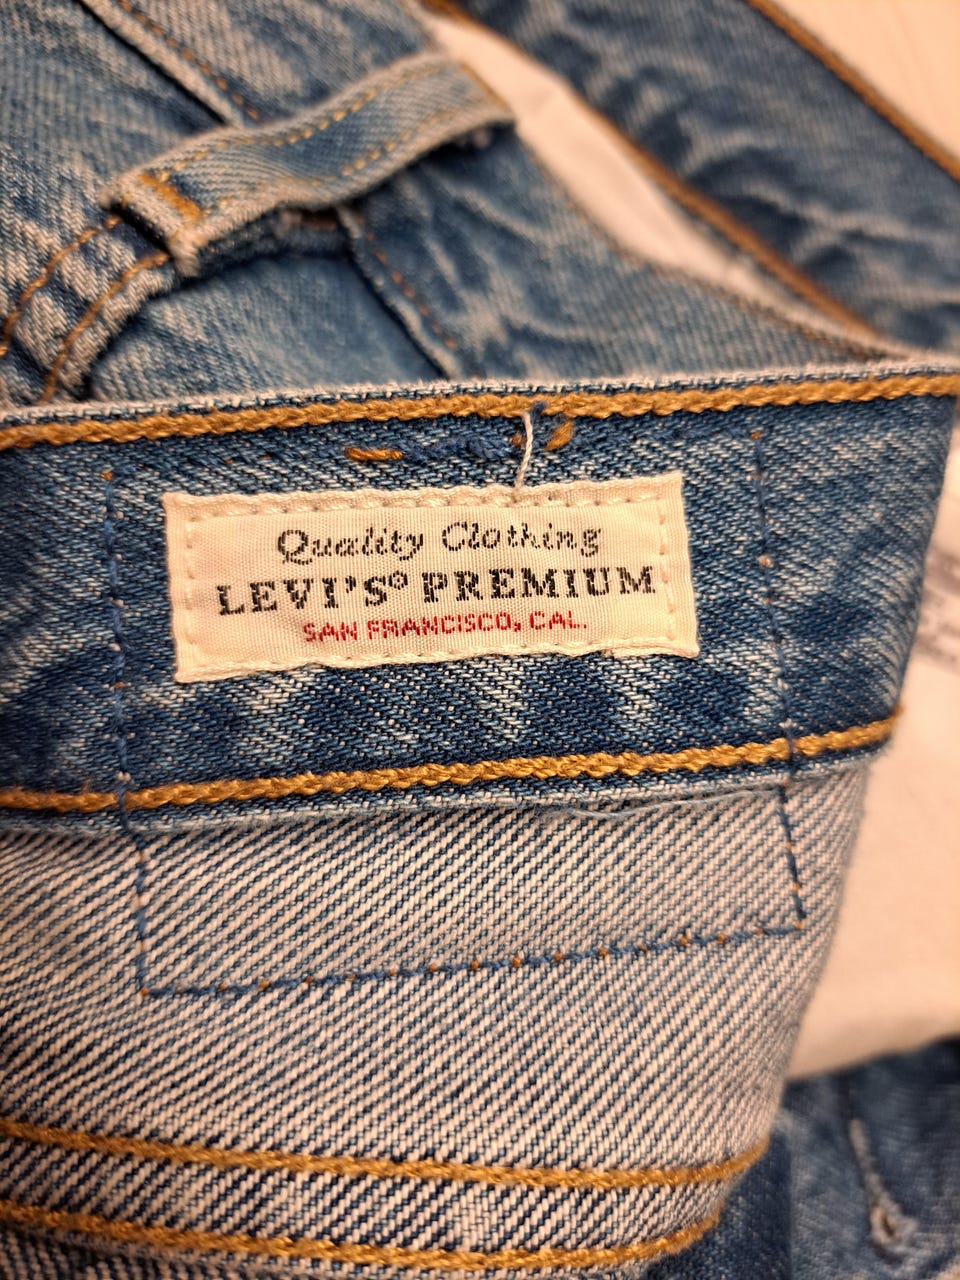 Quality Clothing
LEVI'S® PREMIUM
SAN FRANCISCO, CAL.